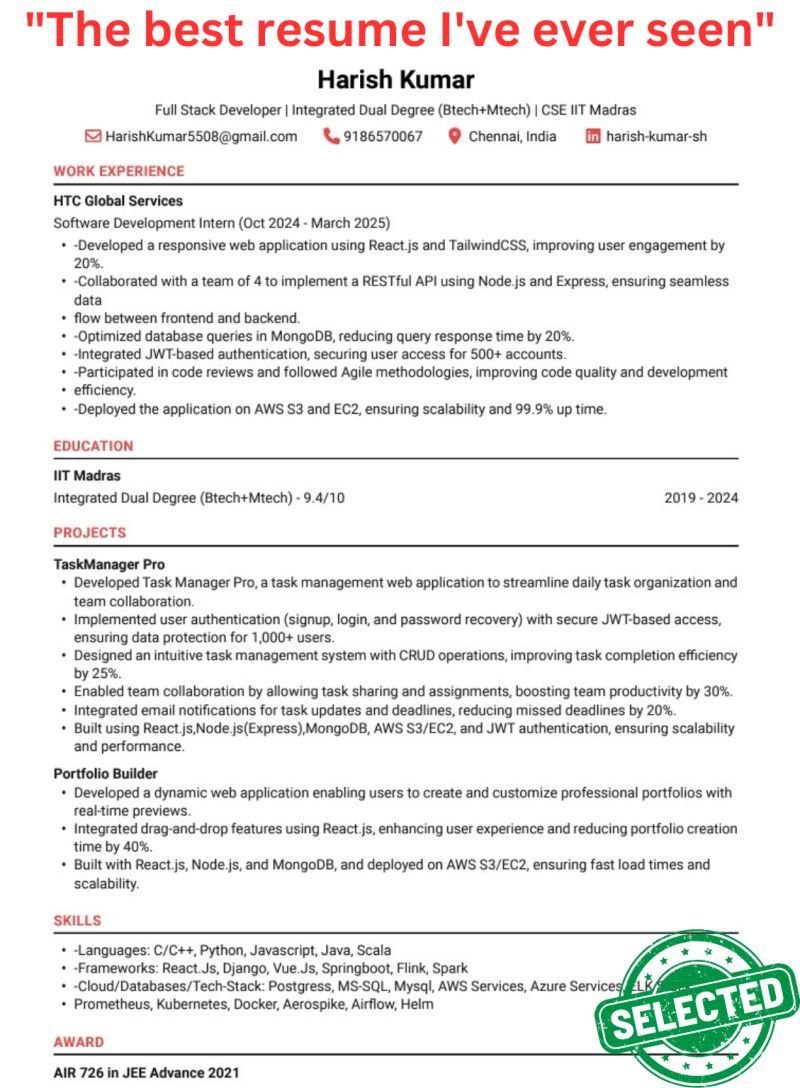 "The best resume I've ever seen"
Harish Kumar
Full Stack Developer | Integrated Dual Degree (Btech+Mtech) | CSE IIT Madras
HarishKumar5508@gmail.com 9186570067 Chennai, India harish-kumar-sh
WORK EXPERIENCE
HTC Global Services
Software Development Intern (Oct 2024 - March 2025)
• -Developed a responsive web application using React.js and TailwindCSS, improving user engagement by
20%.
• -Collaborated with a team of 4 to implement a RESTful API using Node.js and Express, ensuring seamless
data
• flow between frontend and backend.
• -Optimized database queries in MongoDB, reducing query response time by 20%.
• -Integrated JWT-based authentication, securing user access for 500+ accounts.
• -Participated in code reviews and followed Agile methodologies, improving code quality and development
• efficiency.
• -Deployed the application on AWS S3 and EC2, ensuring scalability and 99.9% up time.
EDUCATION
IIT Madras
Integrated Dual Degree (Btech+Mtech) - 9.4/10 2019 - 2024
PROJECTS
TaskManager Pro
• Developed Task Manager Pro, a task management web application to streamline daily task organization and
team collaboration.
• Implemented user authentication (signup, login, and password recovery) with secure JWT-based access,
ensuring data protection for 1,000+ users.
• Designed an intuitive task management system with CRUD operations, improving task completion efficiency
by 25%.
• Enabled team collaboration by allowing task sharing and assignments, boosting team productivity by 30%.
• Integrated email notifications for task updates and deadlines, reducing missed deadlines by 20%.
• Built using React.js,Node.js(Express),MongoDB, AWS S3/EC2, and JWT authentication, ensuring scalability
and performance.
Portfolio Builder
• Developed a dynamic web application enabling users to create and customize professional portfolios with
real-time previews.
• Integrated drag-and-drop features using React.js, enhancing user experience and reducing portfolio creation
time by 40%.
• Built with React.js, Node.js, and MongoDB, and deployed on AWS S3/EC2, ensuring fast load times and
scalability.
SKILLS
• -Languages: C/C++, Python, Javascript, Java, Scala
• -Frameworks: React.Js, Django, Vue.Js, Springboot, Flink, Spark
• -Cloud/Databases/Tech-Stack: Postgress, MS-SQL, Mysql, AWS Services, Azure Services, ELK
• Prometheus, Kubernetes, Docker, Aerospike, Airflow, Helm
SELECTED
AWARD
AIR 726 in JEE Advance 2021